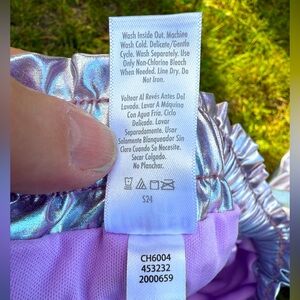 Wash Inside Out. Machine
Wash Cold. Delicate/Gentle
Cycle. Wash Separately. Use
Only Non-Chlorine Bleach
When Needed. Line Dry. Do
Not Iron.
Voltear Al Revés Antes Del
Lavado. Lavar A Máquina
Con Agua Fría. Ciclo
Delicado. Lavar
Separadamente. Usar
Solamente Blanqueador Sin
Cloro Cuando Se Necesite.
Secar Colgado.
No Planchar.
S24
CH6004
453232
2000659